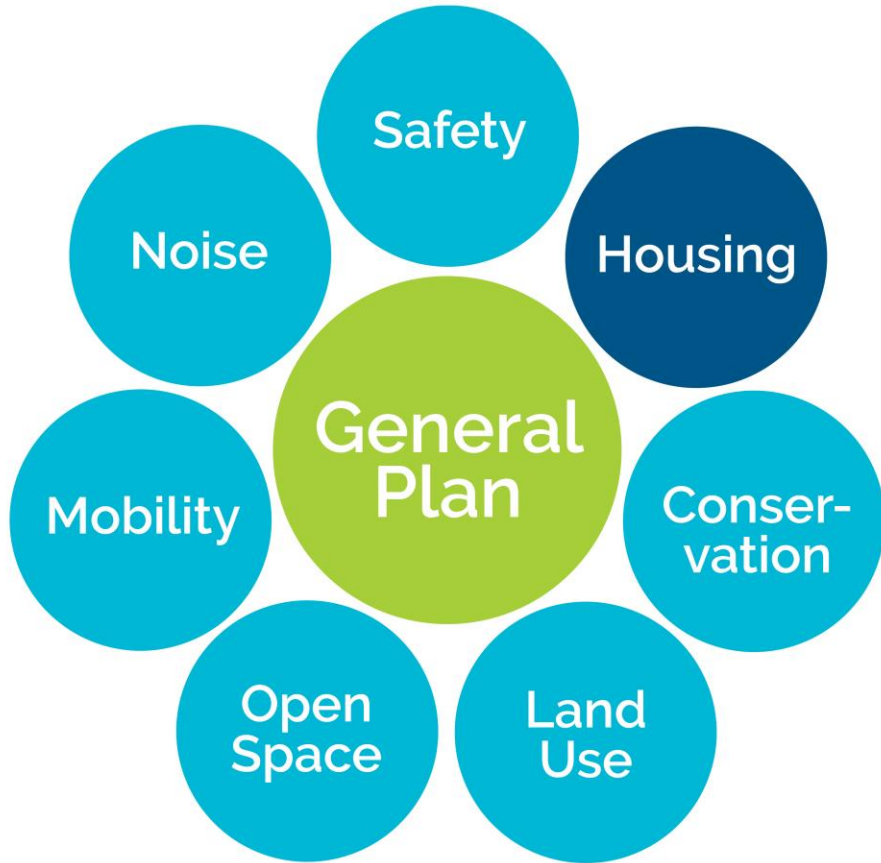 Safety
Housing
Noise
General
Plan
Conser-
vation
Mobility
Open
Space
Land
Use